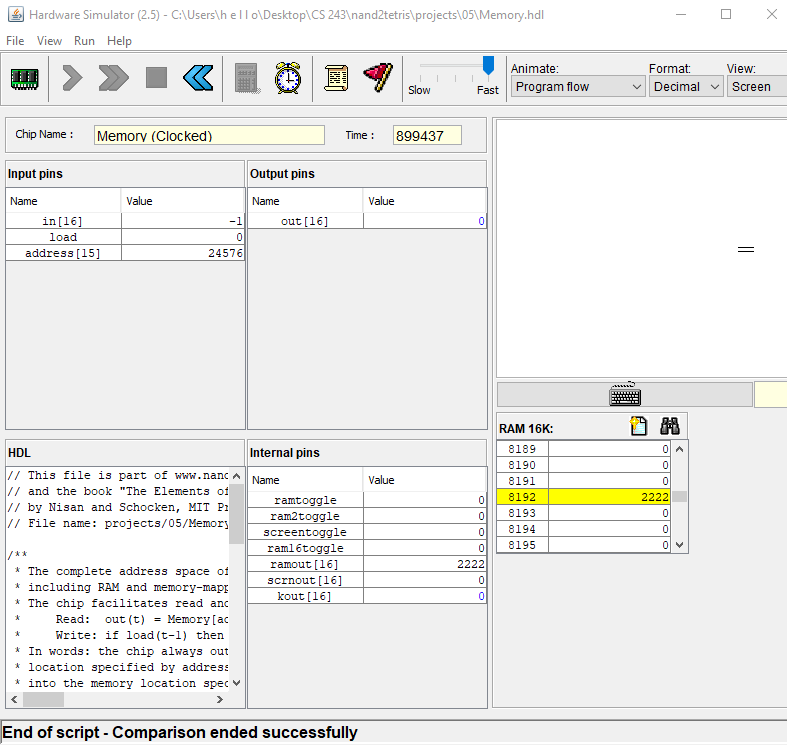 Hardware Simulator (2.5) - C:\Users\h e l l o\Desktop\CS 243\nand2tetris\projects\05\Memory.hdl
File View Run Help
Slow Fast
Animate: Format: View:
Program flow Decimal Screen
Chip Name : Memory (Clocked) Time : 899437
Input pins
Name Value
in[16] -1
load 0
address[15] 24576
Output pins
Name Value
out[16] 0
HDL
// This file is part of www.nand
// and the book "The Elements of
// by Nisan and Schocken, MIT Pr
// File name: projects/05/Memory
/**
* The complete address space of
* including RAM and memory-mapp
* The chip facilitates read and
* Read: out(t) = Memory[ad
* Write: if load(t-1) then
* In words: the chip always out
* location specified by address
* into the memory location spec
Internal pins
Name Value
ramtoggle 0
ram2toggle 0
screentoggle 0
ram16toggle 0
ramout[16] 2222
scrnout[16] 0
kout[16] 0
RAM 16K:
8189 0
8190 0
8191 0
8192 2222
8193 0
8194 0
8195 0
End of script - Comparison ended successfully